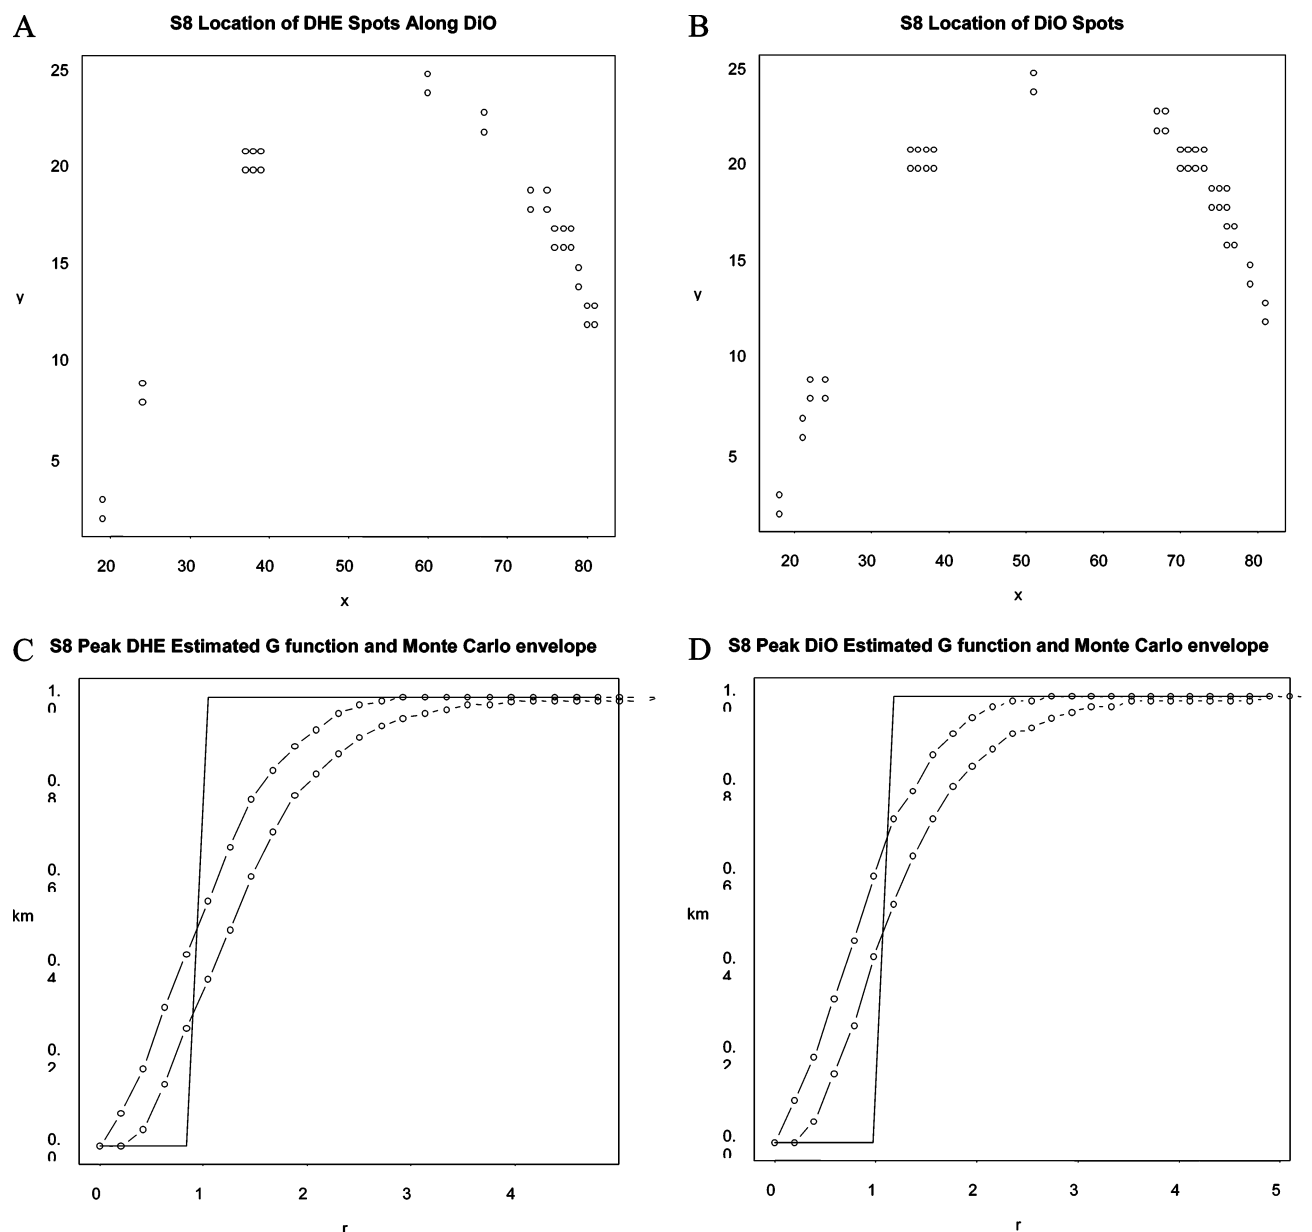 A S8 Location of DHE Spots Along DiO
25
20
15
10
5
y
20 30 40 50 60 70 80
x
B S8 Location of DiO Spots
25
20
15
10
5
y
20 30 40 50 60 70 80
x
C S8 Peak DHE Estimated G function and Monte Carlo envelope
1.
0
0.
8
0.
6
km
0.
4
0.
2
0.
0
0 1 2 3 4
r
D S8 Peak DiO Estimated G function and Monte Carlo envelope
1.
0
0.
8
0.
6
km
0.
4
0.
2
0.
0
0 1 2 3 4 5
r